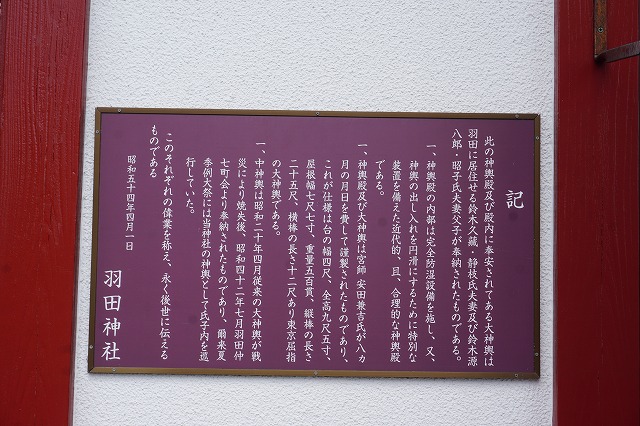 記
此の神輿殿及び殿内に奉安されてある大神輿は
羽田に居住せる鈴木久蔵、静枝氏夫妻及び鈴木源
八郎・昭子氏夫妻父子が奉納されたものである。
一、神輿殿の内部は完全防湿設備を施し、又、
神輿の出し入れを円滑にするために特別な
装置を備えた近代的、且、合理的な神輿殿
である。
一、神輿殿及び大神輿は宮師 安田兼吉氏が八カ
月の月日を費して謹製されたものであり、
これが仕様は台の幅四尺、全高九尺五寸、
屋根幅七尺七寸、重量五百貫、縦棒の長さ
二十五尺、横棒の長さ十二尺あり東京屈指
の大神輿である。
一、中神輿は昭和二十年四月従来の大神輿が戦
災により焼失後、昭和四十二年七月羽田仲
七町会より奉納されたものであり、爾来夏
季例大祭には当神社の神輿として氏子内を巡
行していた。
このそれぞれの偉業を称え、永く後世に伝える
ものである
昭和五十四年四月一日
羽田神社